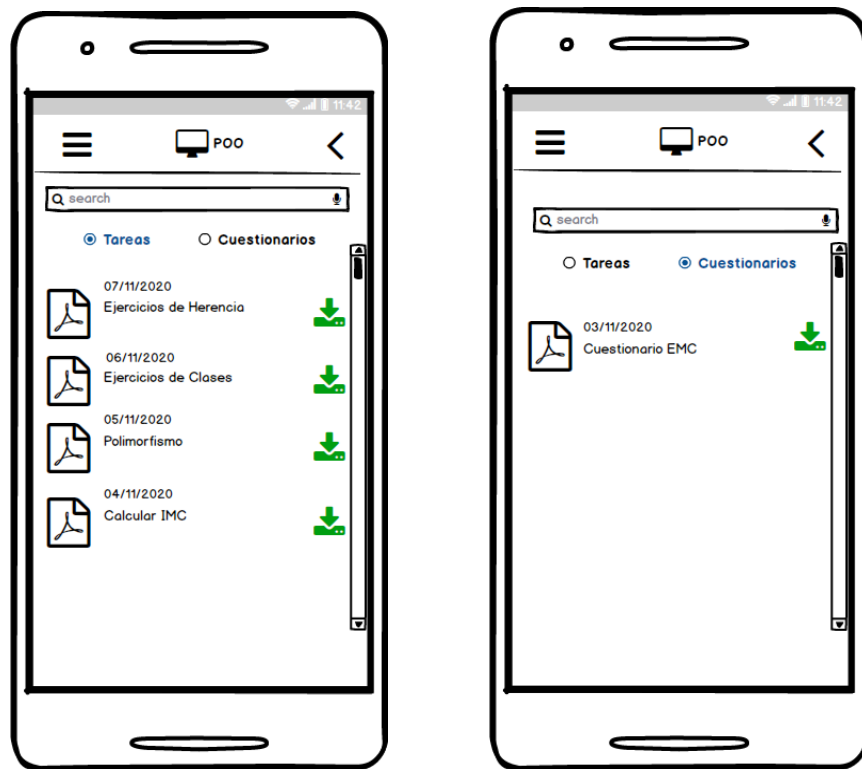 11:42
POO
search
Tareas Cuestionarios
07/11/2020
Ejercicios de Herencia
06/11/2020
Ejercicios de Clases
05/11/2020
Polimorfismo
04/11/2020
Calcular IMC
11:42
POO
search
Tareas Cuestionarios
03/11/2020
Cuestionario EMC